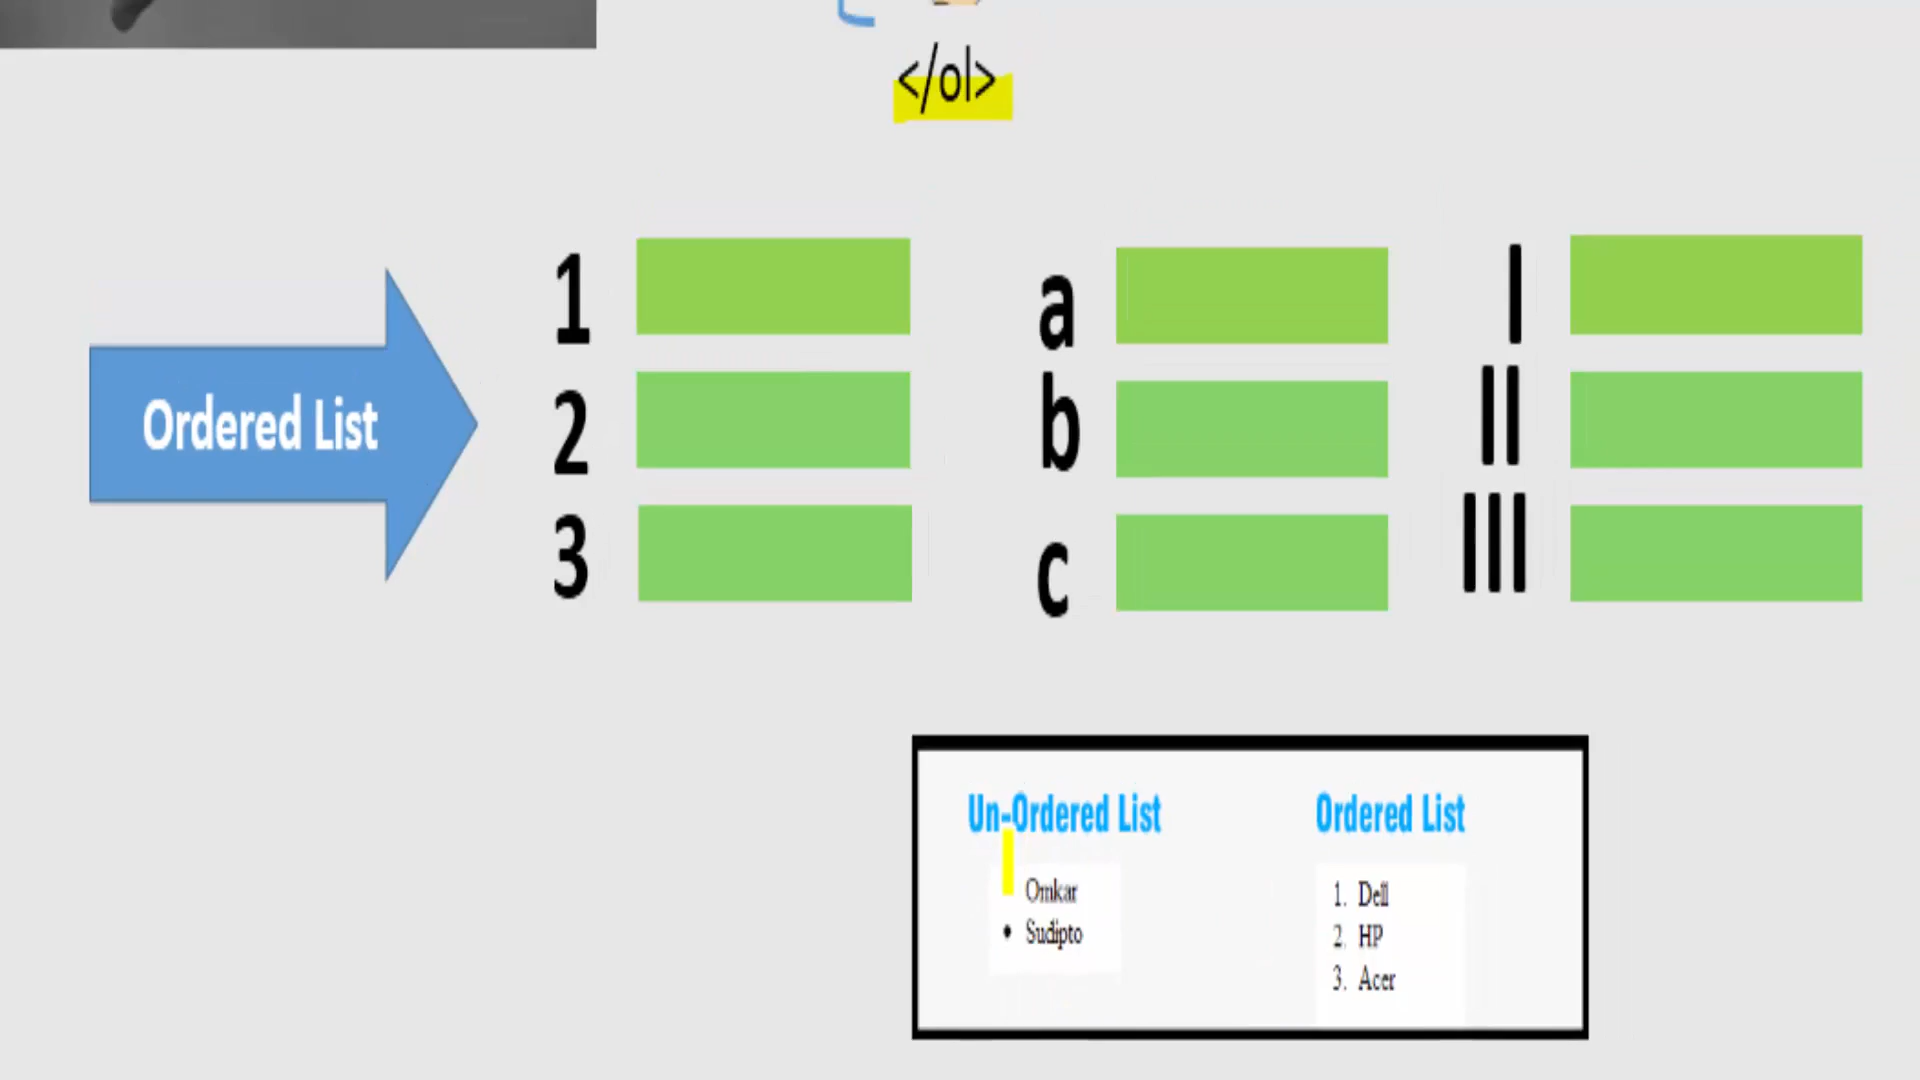 </ol>
Ordered List
1
2
3
a
b
c
I
II
III
Un-Ordered List
Omkar
• Sudipto
Ordered List
1. Dell
2. HP
3. Acer